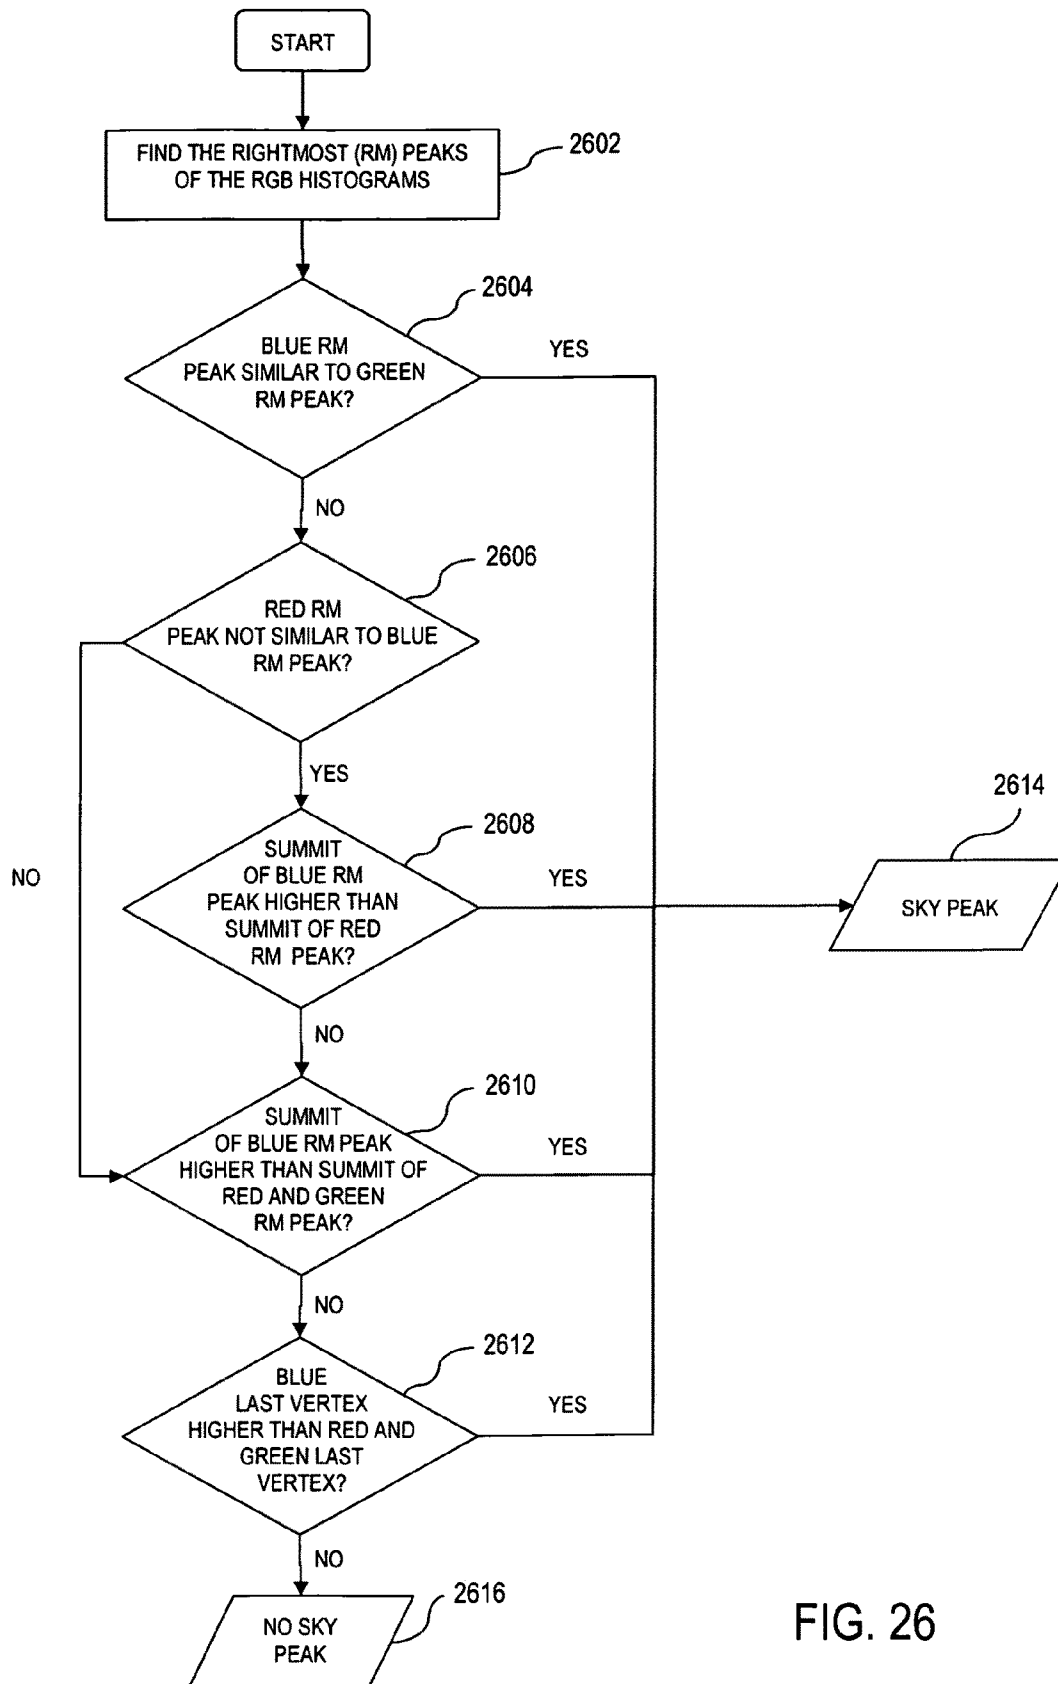 START
FIND THE RIGHTMOST (RM) PEAKS
OF THE RGB HISTOGRAMS
2602
2604
BLUE RM
PEAK SIMILAR TO GREEN
RM PEAK?
YES
NO
2606
RED RM
PEAK NOT SIMILAR TO BLUE
RM PEAK?
YES
NO
2608
SUMMIT
OF BLUE RM
PEAK HIGHER THAN
SUMMIT OF RED
RM PEAK?
YES
2614
SKY PEAK
NO
2610
SUMMIT
OF BLUE RM PEAK
HIGHER THAN SUMMIT OF
RED AND GREEN
RM PEAK?
YES
NO
2612
BLUE
LAST VERTEX
HIGHER THAN RED AND
GREEN LAST
VERTEX?
YES
NO
2616
NO SKY
PEAK
FIG. 26